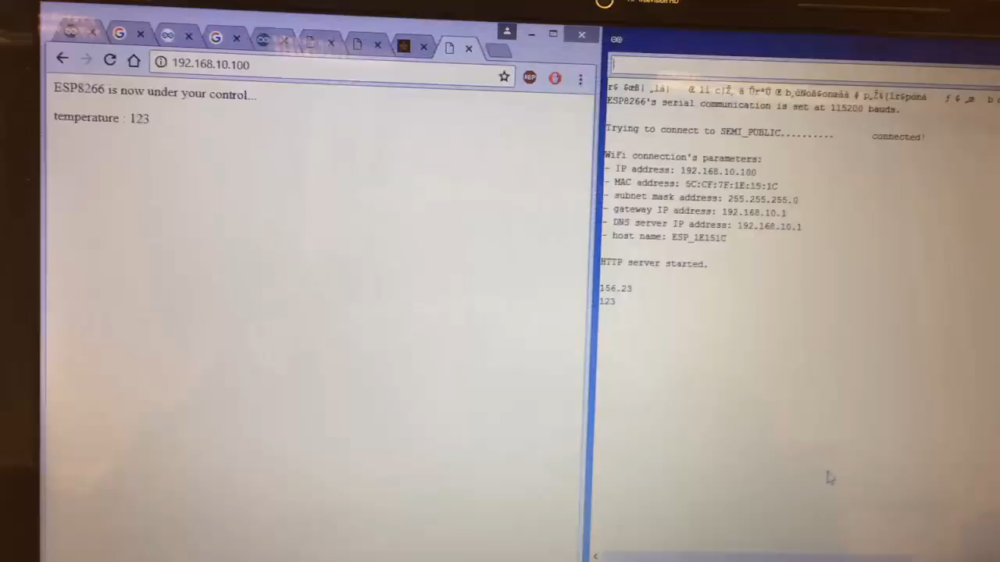 192.168.10.100
ESP8266 is now under your control...
temperature : 123
ESP8266's serial communication is set at 115200 bauds.
Trying to connect to SEMI_PUBLIC.......... connected!
WiFi connection's parameters:
- IP address: 192.168.10.100
- MAC address: 5C:CF:7F:1E:15:1C
- subnet mask address: 255.255.255.0
- gateway IP address: 192.168.10.1
- DNS server IP address: 192.168.10.1
- host name: ESP_1E151C
HTTP server started.
156.23
123